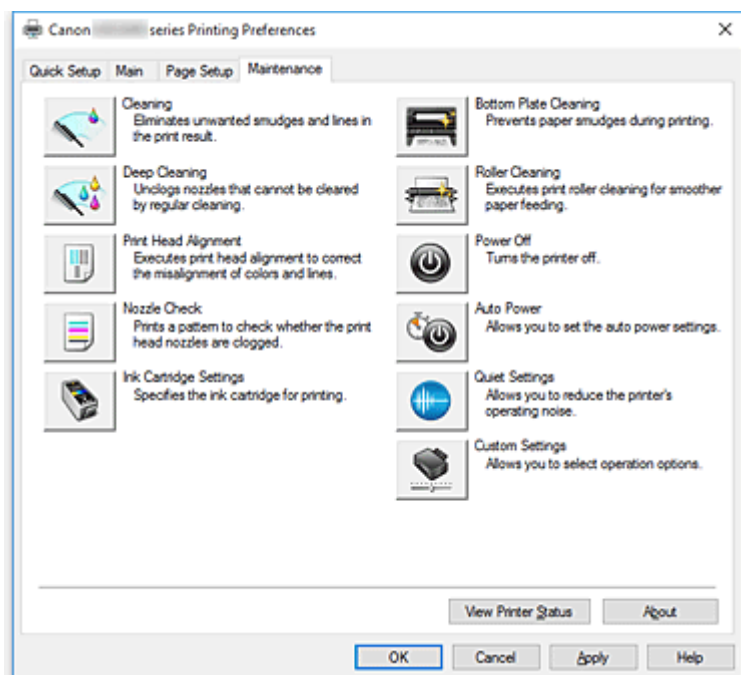 Canon series Printing Preferences
Quick Setup Main Page Setup Maintenance
Cleaning
Eliminates unwanted smudges and lines in
the print result.
Deep Cleaning
Unclogs nozzles that cannot be cleared
by regular cleaning.
Print Head Alignment
Executes print head alignment to correct
the misalignment of colors and lines.
Nozzle Check
Prints a pattern to check whether the print
head nozzles are clogged.
Ink Cartridge Settings
Specifies the ink cartridge for printing.
Bottom Plate Cleaning
Prevents paper smudges during printing.
Roller Cleaning
Executes print roller cleaning for smoother
paper feeding.
Power Off
Turns the printer off.
Auto Power
Allows you to set the auto power settings.
Quiet Settings
Allows you to reduce the printer's
operating noise.
Custom Settings
Allows you to select operation options.
View Printer Status About
OK Cancel Apply Help